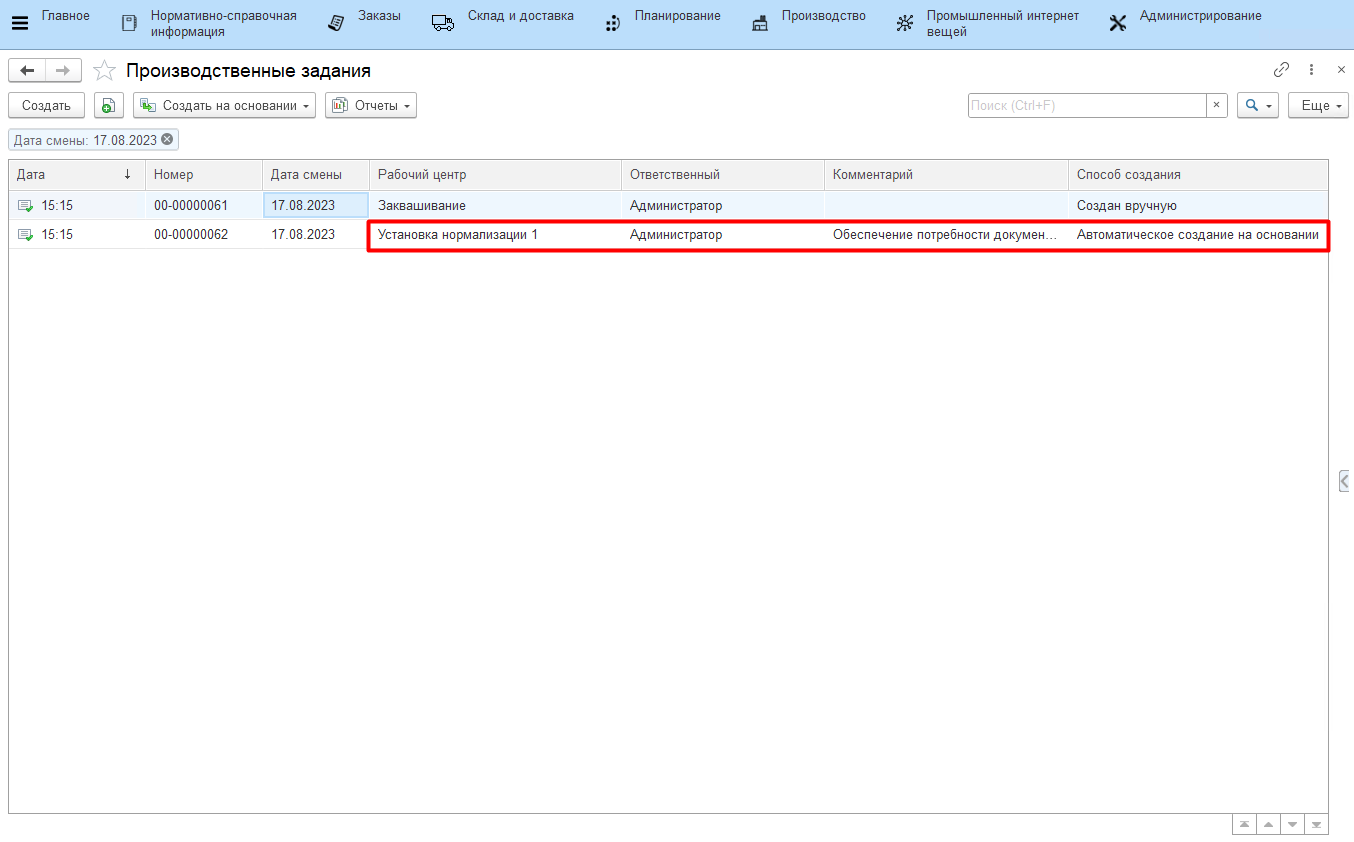 Главное
Нормативно-справочная
информация
Заказы
Склад и доставка
Планирование
Производство
Промышленный интернет
вещей
Администрирование
Производственные задания
Создать
Создать на основании
Отчеты
Поиск (Ctrl+F)
Еще
Дата смены: 17.08.2023
Дата ↓ Номер Дата смены Рабочий центр Ответственный Комментарий Способ создания
15:15 00-00000061 17.08.2023 Заквашивание Администратор Создан вручную
15:15 00-00000062 17.08.2023 Установка нормализации 1 Администратор Обеспечение потребности докумен... Автоматическое создание на основании